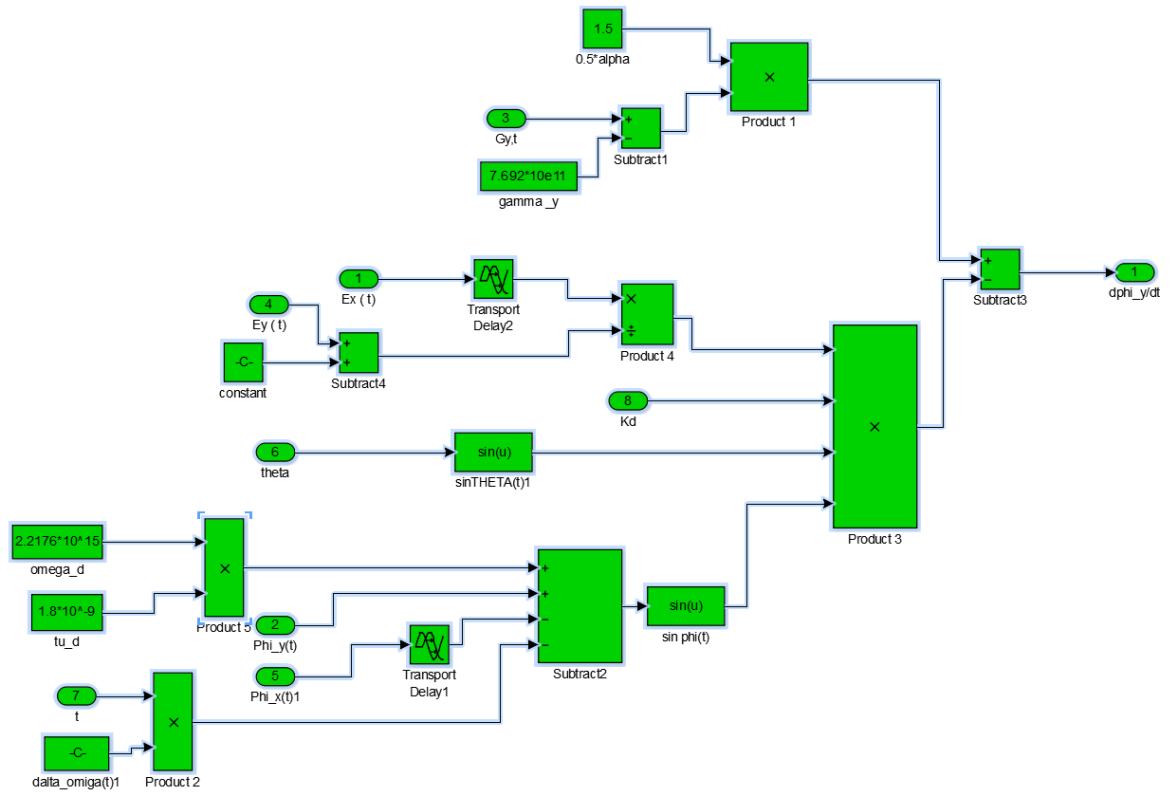 1.5
0.5*alpha
×
Product 1
3
Gy,t
+
−
Subtract1
7.692*10e11
gamma _y
1
Ex ( t)
Transport
Delay2
4
Ey ( t)
-C-
constant
+
+
Subtract4
×
÷
Product 4
+
−
Subtract3
1
dphi_y/dt
8
Kd
6
theta
sin(u)
sinTHETA(t)1
×
Product 3
2.2176*10^15
omega_d
1.8*10^-9
tu_d
×
Product 5
2
Phi_y(t)
5
Phi_x(t)1
Transport
Delay1
+
+
−
−
Subtract2
sin(u)
sin phi(t)
7
t
-C-
dalta_omiga(t)1
×
Product 2